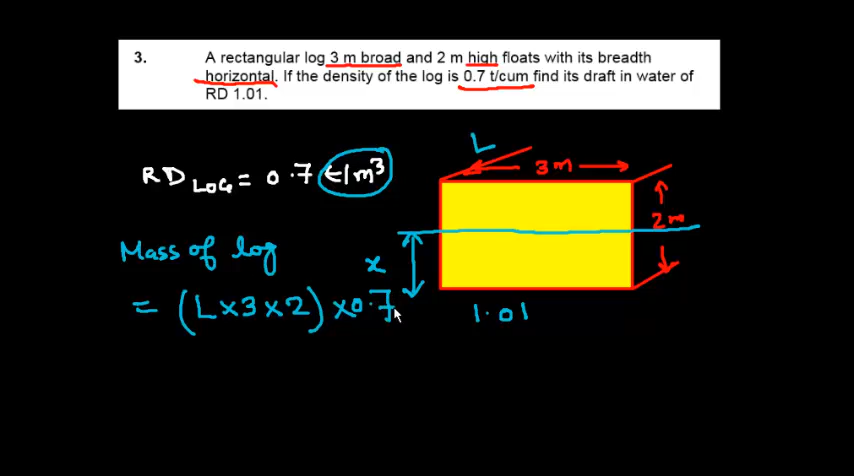 3. A rectangular log 3 m broad and 2 m high floats with its breadth
horizontal. If the density of the log is 0.7 t/cum find its draft in water of
RD 1.01.
L
3m
RD LOG = 0.7 t/m³
2m
Mass of log
x
= (L×3×2) ×0.7
1.01